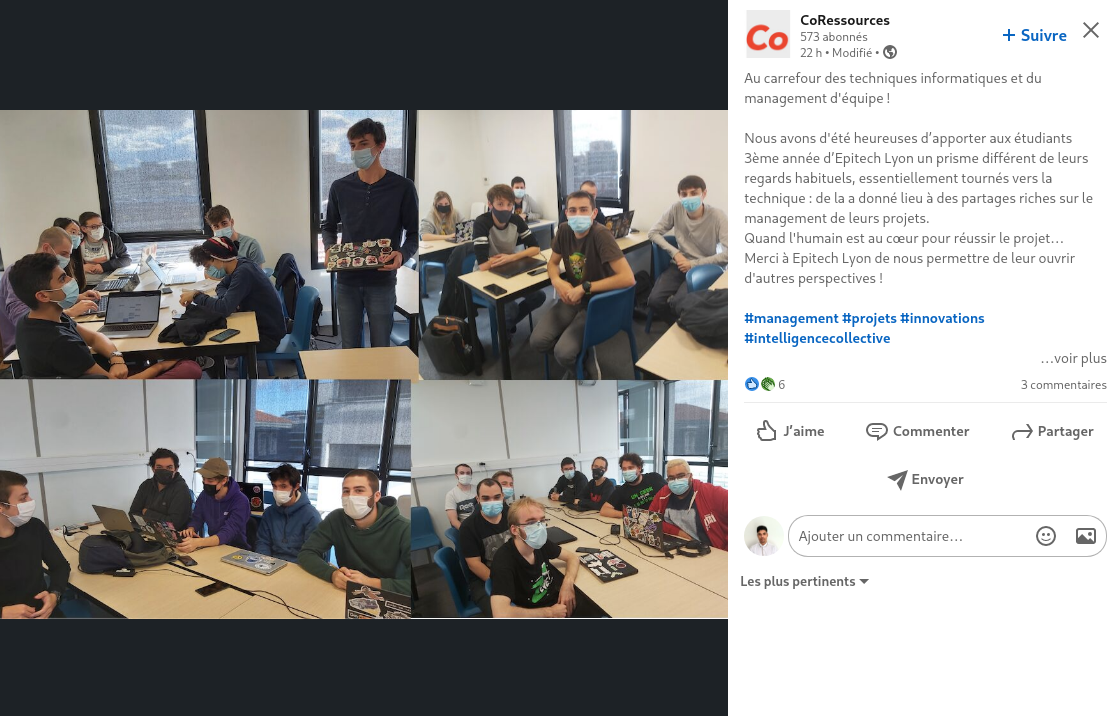 Co
CoRessources
573 abonnés
22 h • Modifié •
+ Suivre
Au carrefour des techniques informatiques et du
management d'équipe !
Nous avons d'été heureuses d’apporter aux étudiants
3ème année d’Epitech Lyon un prisme différent de leurs
regards habituels, essentiellement tournés vers la
technique : de la a donné lieu à des partages riches sur le
management de leurs projets.
Quand l'humain est au cœur pour réussir le projet…
Merci à Epitech Lyon de nous permettre de leur ouvrir
d'autres perspectives !
#management #projets #innovations
#intelligencecollective
…voir plus
6
3 commentaires
J’aime
Commenter
Partager
Envoyer
Ajouter un commentaire…
Les plus pertinents